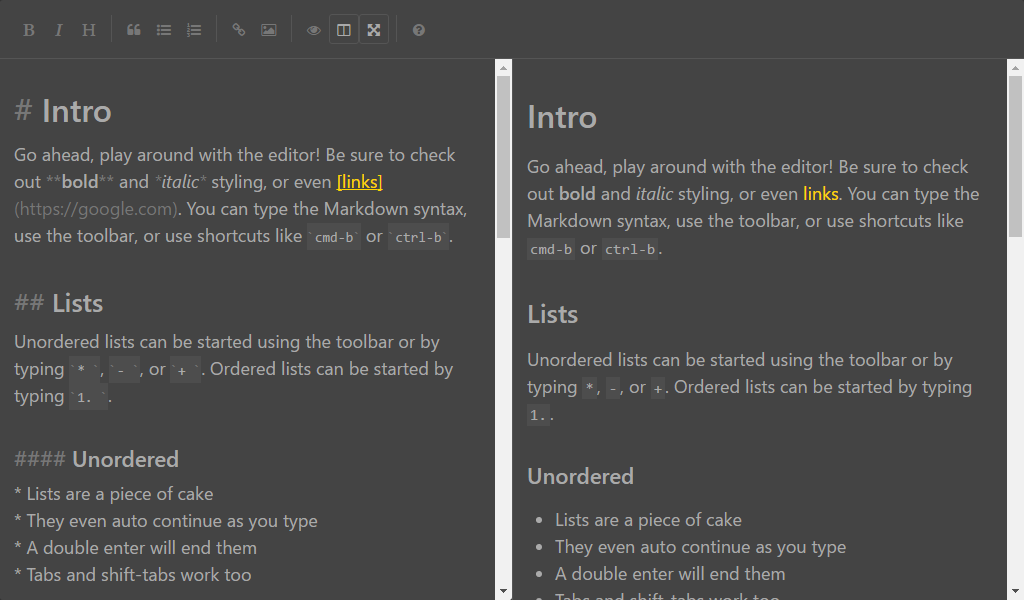 B I H
# Intro
Go ahead, play around with the editor! Be sure to check
out **bold** and *italic* styling, or even [links]
(https://google.com). You can type the Markdown syntax,
use the toolbar, or use shortcuts like `cmd-b` or `ctrl-b`.
## Lists
Unordered lists can be started using the toolbar or by
typing `* `, `- `, or `+ `. Ordered lists can be started by
typing `1. `.
#### Unordered
* Lists are a piece of cake
* They even auto continue as you type
* A double enter will end them
* Tabs and shift-tabs work too
Intro
Go ahead, play around with the editor! Be sure to check
out bold and italic styling, or even links. You can type the
Markdown syntax, use the toolbar, or use shortcuts like
cmd-b or ctrl-b.
Lists
Unordered lists can be started using the toolbar or by
typing *, -, or +. Ordered lists can be started by typing
1..
Unordered
• Lists are a piece of cake
• They even auto continue as you type
• A double enter will end them
• Tabs and shift-tabs work too